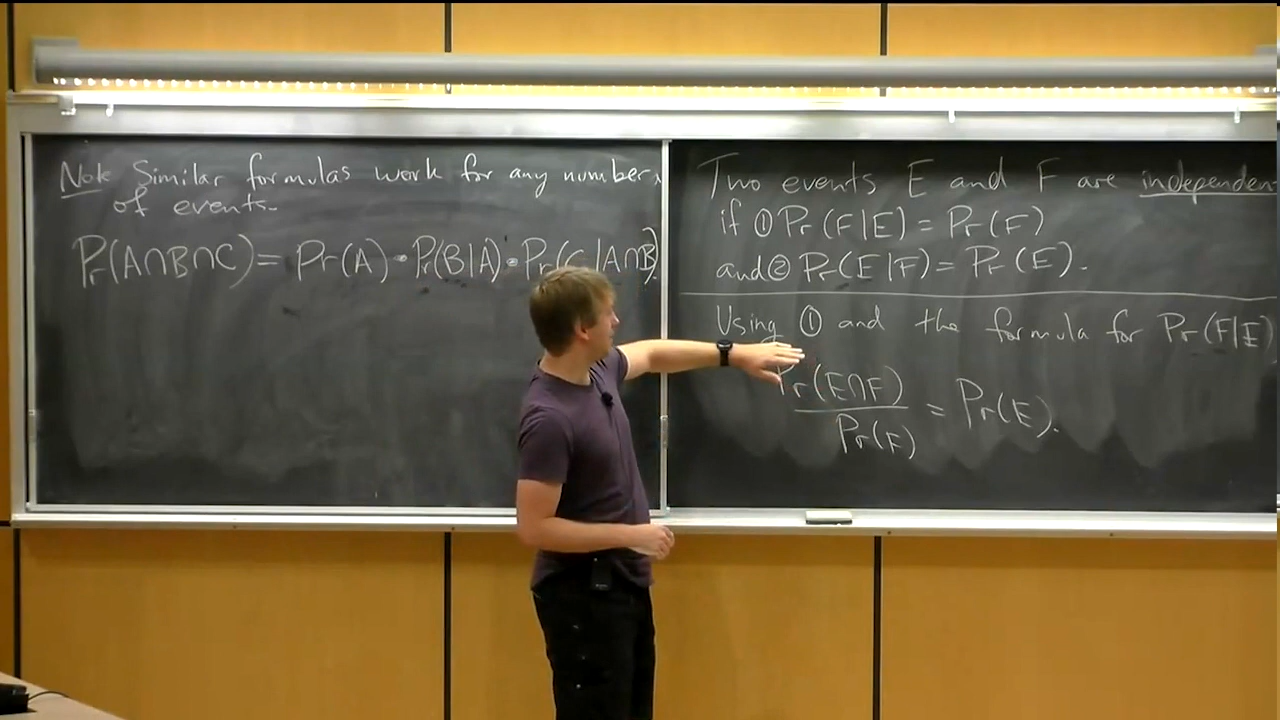 Note Similar formulas work for any number
of events.
Pr(A∩B∩C) = Pr(A) • Pr(B|A) • Pr(C|A∩B).
Two events E and F are independent
if ① Pr(F|E) = Pr(F)
and ② Pr(E|F) = Pr(E).
Using ① and the formula for Pr(F|E)
Pr(E∩F)
Pr(F)
= Pr(E).